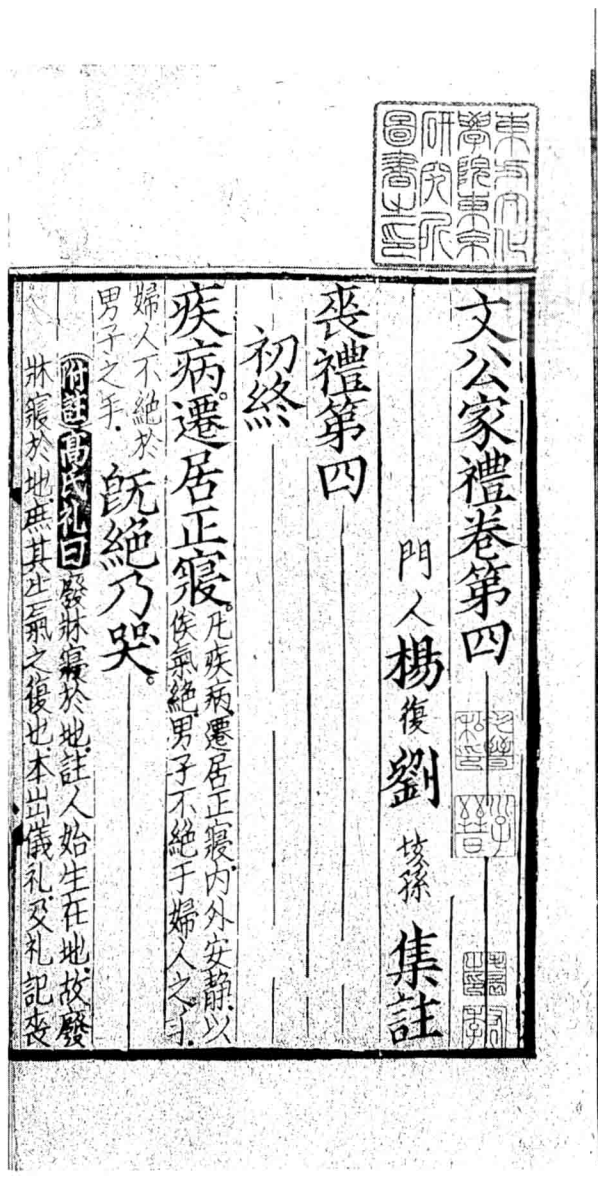 東方文化
學院東京
研究所
圖書之印
文公家禮卷第四
門人楊復劉垓孫集註
喪禮第四
初終
疾病遷居正寢。凡疾病遷居正寢內外安靜以
俟氣絕男子不絕于婦人之手
婦人不絕於
男子之手
旣絕乃哭。
附註高氏礼曰廢牀寢於地註人始生在地故廢
牀寢於地庶其生氣之復也本出儀礼及礼記喪